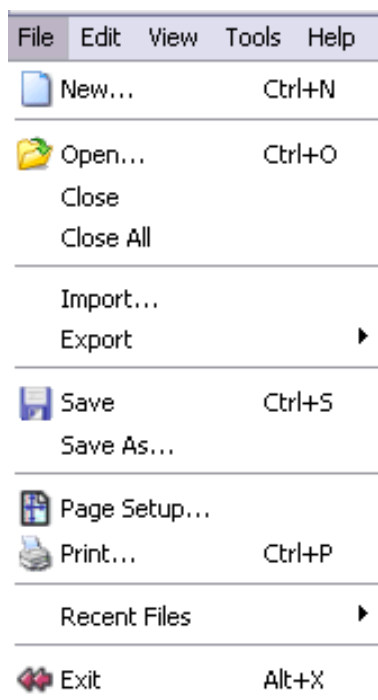 File Edit View Tools Help
New... Ctrl+N
Open... Ctrl+O
Close
Close All
Import...
Export
Save Ctrl+S
Save As...
Page Setup...
Print... Ctrl+P
Recent Files
Exit Alt+X